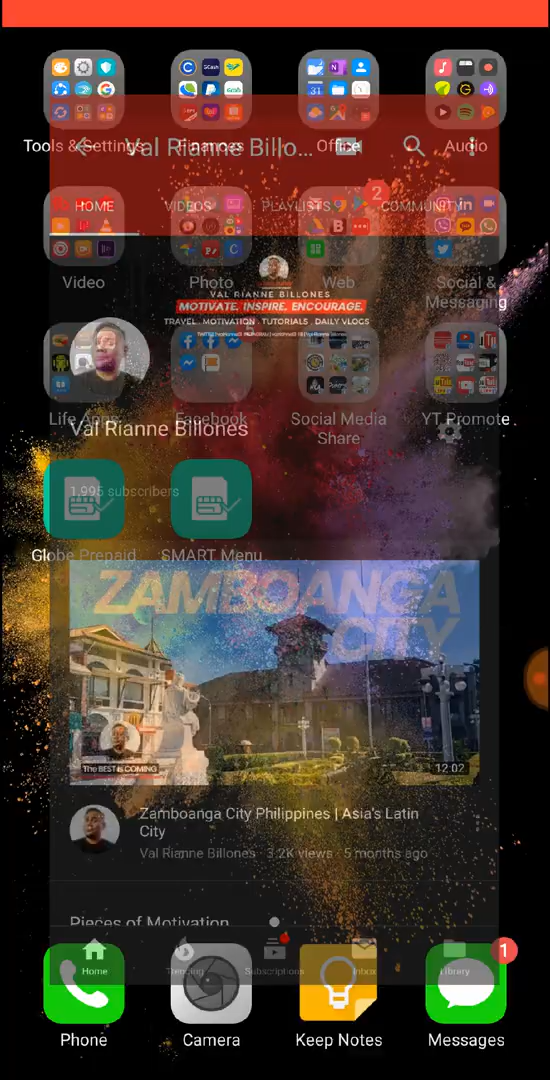 Tools & Settings
Finances
Office
Audio
Val Rianne Billo...
HOME
VIDEOS
PLAYLISTS
COMMUNITY
2
Video
Photo
Web
Social &
Messaging
VAL RIANNE BILLONES
MOTIVATE. INSPIRE. ENCOURAGE.
TRAVEL . MOTIVATION . TUTORIALS . DAILY VLOGS
Life Apps
Facebook
Social Media
Share
YT Promote
Val Rianne Billones
1,995 subscribers
Globe Prepaid
SMART Menu
ZAMBOANGA
CITY
The BEST is COMING
12:02
Zamboanga City Philippines | Asia's Latin
City
Val Rianne Billones · 3.2K views · 5 months ago
Pieces of Motivation
Home
Trending
Subscriptions
Inbox
Library
1
Phone
Camera
Keep Notes
Messages